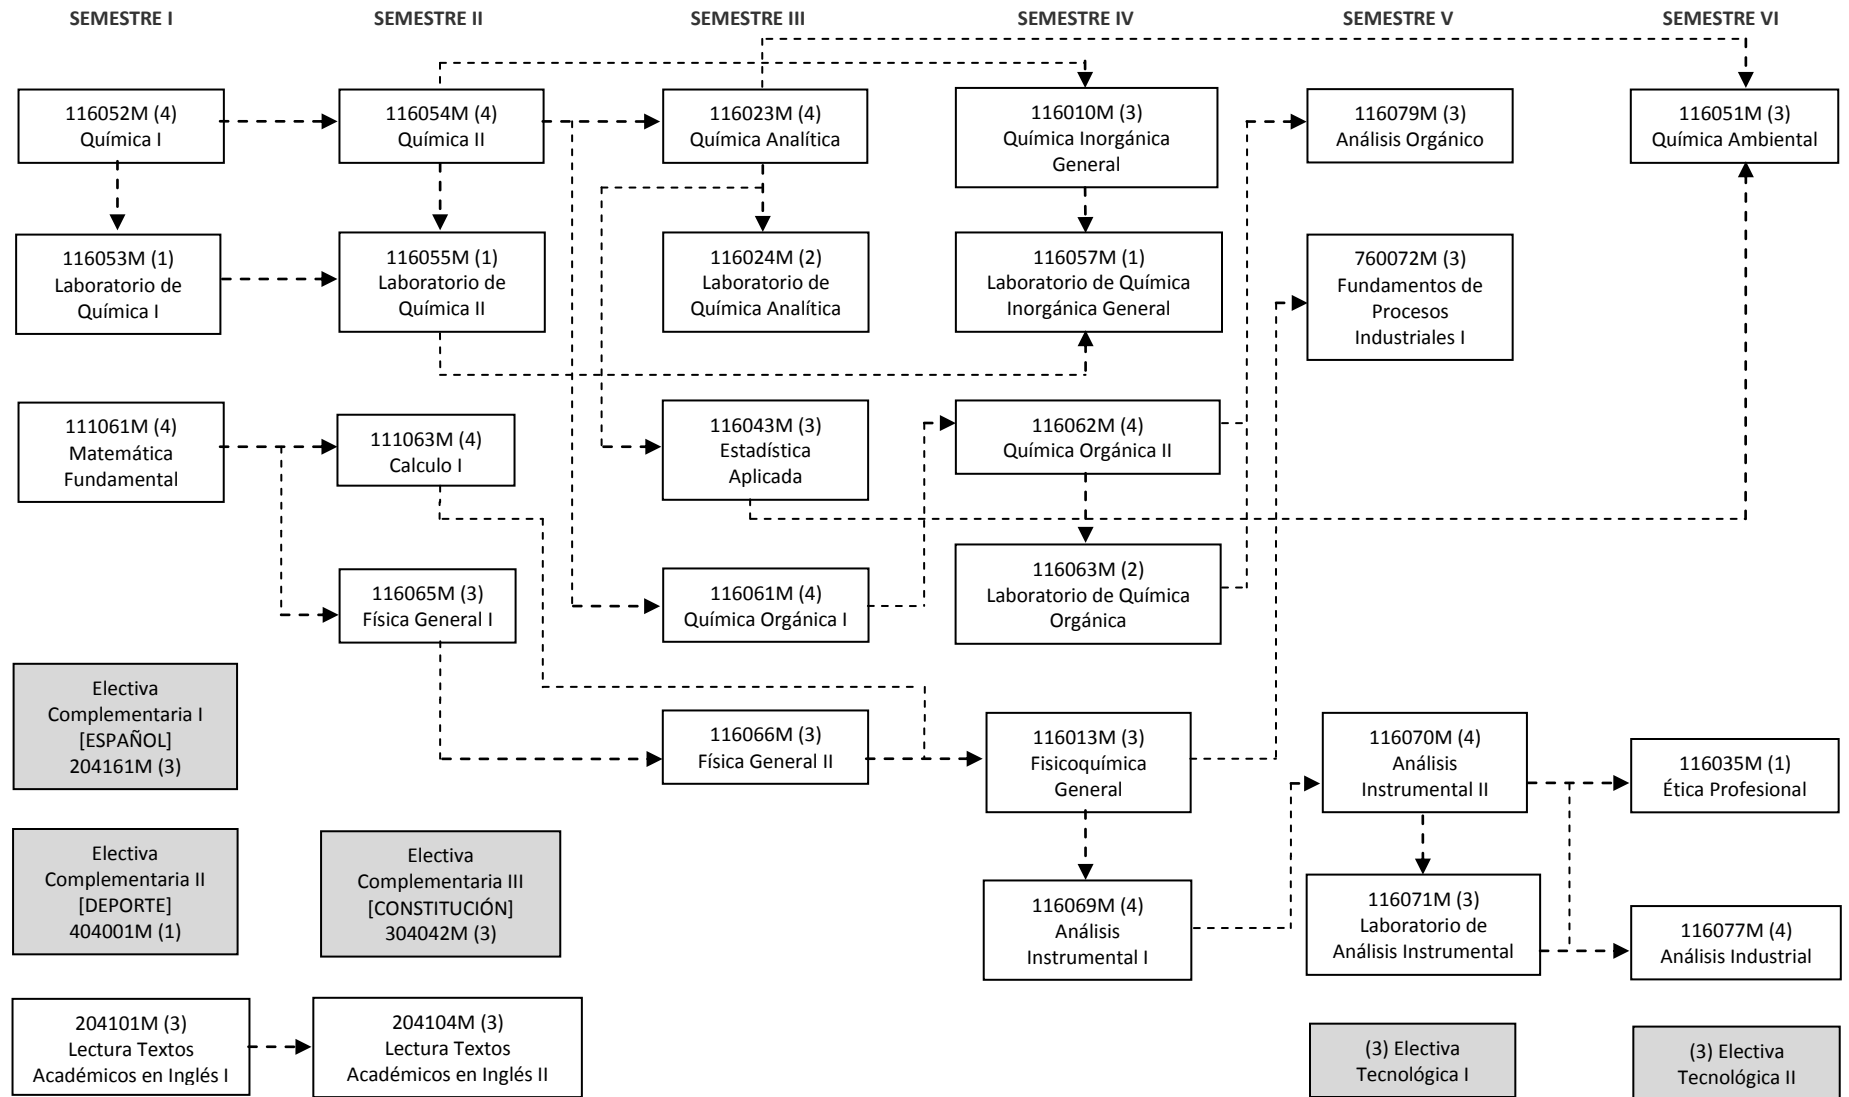 SEMESTRE I
SEMESTRE II
SEMESTRE III
SEMESTRE IV
SEMESTRE V
SEMESTRE VI
116052M (4)
Química I
116054M (4)
Química II
116023M (4)
Química Analítica
116010M (3)
Química Inorgánica
General
116079M (3)
Análisis Orgánico
116051M (3)
Química Ambiental
116053M (1)
Laboratorio de
Química I
116055M (1)
Laboratorio de
Química II
116024M (2)
Laboratorio de
Química Analítica
116057M (1)
Laboratorio de Química
Inorgánica General
760072M (3)
Fundamentos de
Procesos
Industriales I
111061M (4)
Matemática
Fundamental
111063M (4)
Calculo I
116043M (3)
Estadística
Aplicada
116062M (4)
Química Orgánica II
116065M (3)
Física General I
116061M (4)
Química Orgánica I
116063M (2)
Laboratorio de Química
Orgánica
Electiva
Complementaria I
[ESPAÑOL]
204161M (3)
116066M (3)
Física General II
116013M (3)
Fisicoquímica
General
116070M (4)
Análisis
Instrumental II
116035M (1)
Ética Profesional
Electiva
Complementaria II
[DEPORTE]
404001M (1)
Electiva
Complementaria III
[CONSTITUCIÓN]
304042M (3)
116069M (4)
Análisis
Instrumental I
116071M (3)
Laboratorio de
Análisis Instrumental
116077M (4)
Análisis Industrial
204101M (3)
Lectura Textos
Académicos en Inglés I
204104M (3)
Lectura Textos
Académicos en Inglés II
(3) Electiva
Tecnológica I
(3) Electiva
Tecnológica II